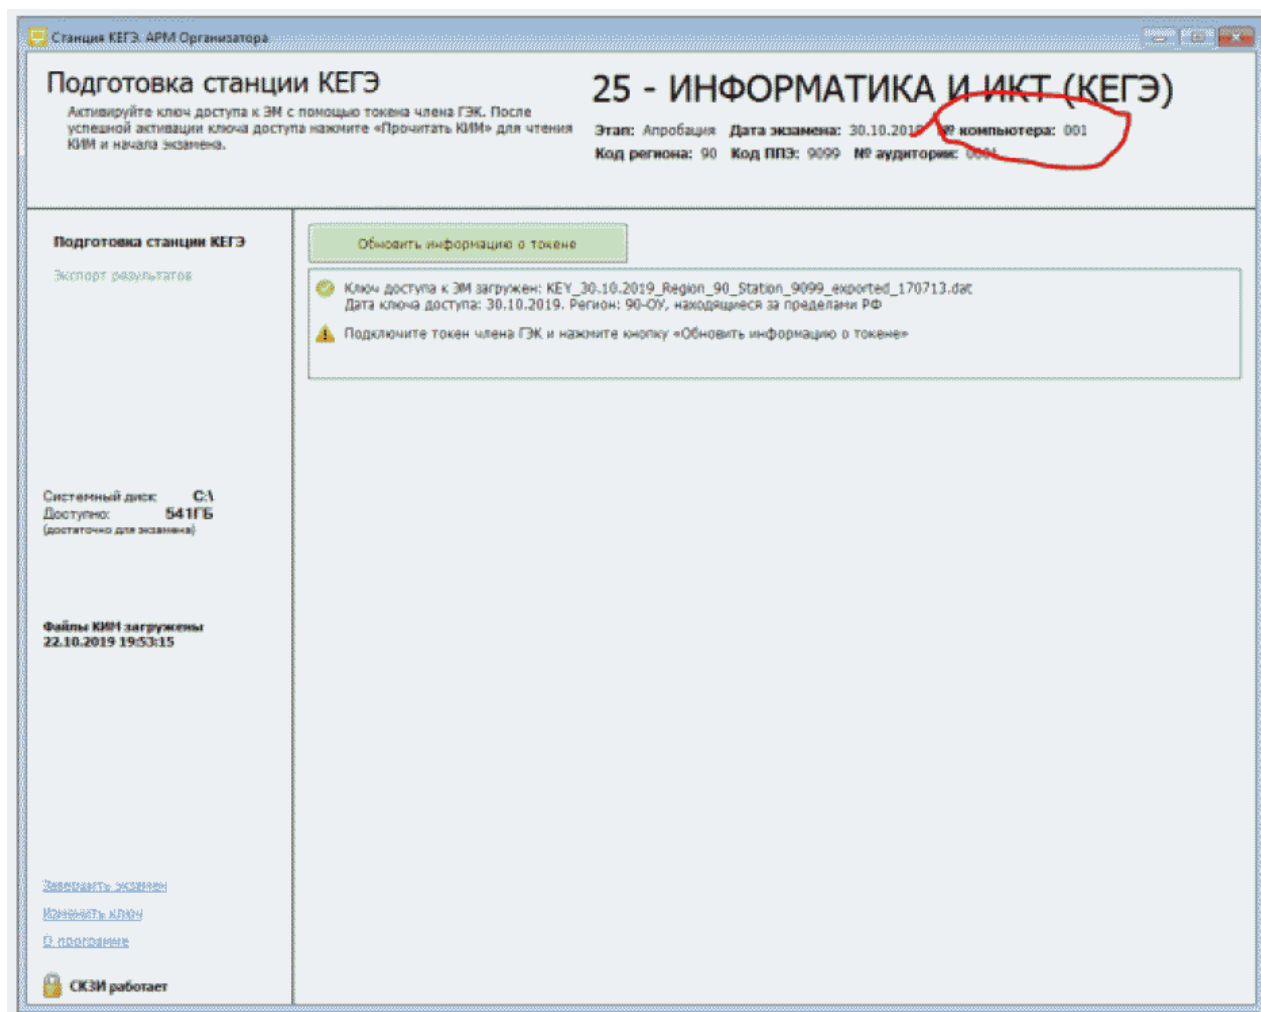 Станция КЕГЭ. АРМ Организатора
Подготовка станции КЕГЭ
Активируйте ключ доступа к ЭМ с помощью токена члена ГЭК. После
успешной активации ключа доступа нажмите «Прочитать КИМ» для чтения
КИМ и начала экзамена.
25 - ИНФОРМАТИКА И ИКТ (КЕГЭ)
Этап: Апробация Дата экзамена: 30.10.2019 № компьютера: 001
Код региона: 90 Код ППЭ: 9099 № аудитории:
Подготовка станции КЕГЭ
Экспорт результатов
Обновить информацию о токене
Ключ доступа к ЭМ загружен: KEY_30.10.2019_Region_90_Station_9099_exported_170713.dat
Дата ключа доступа: 30.10.2019. Регион: 90-ОУ, находящиеся за пределами РФ
Подключите токен члена ГЭК и нажмите кнопку «Обновить информацию о токене»
Системный диск: C:\
Доступно: 541ГБ
(достаточно для экзамена)
Файлы КИМ загружены
22.10.2019 19:53:15
Завершить экзамен
Изменить ключ
О программе
СКЗИ работает